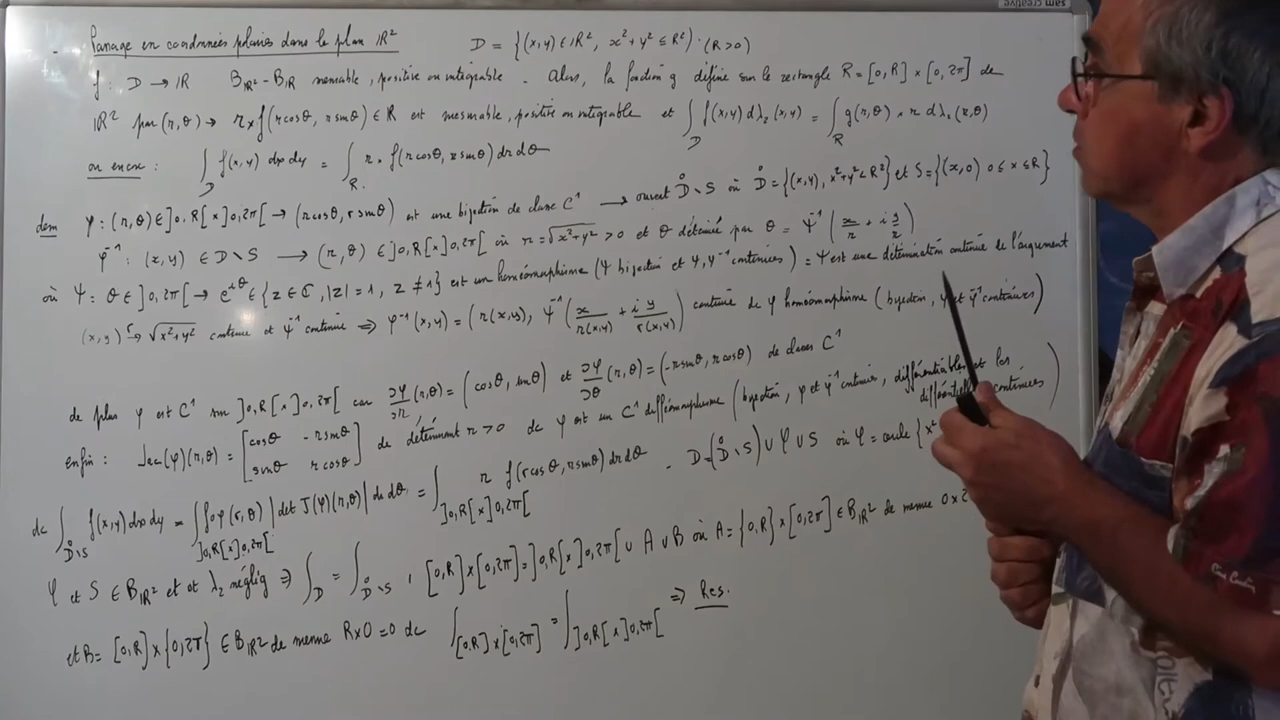 Passage en coordonnées polaires dans le plan ℝ²  D = {(x,y) ∈ ℝ², x²+y² ≤ R²}. (R>0)
f: D → ℝ  B_ℝ² - B_ℝ mesurable, positive ou intégrable. Alors, la fonction g définie sur le rectangle R = [0,R] × [0,2π] de
ℝ² par (r,θ) → r × f(r cosθ, r sinθ) ∈ ℝ est mesurable, positive ou intégrable et ∫_D f(x,y) dλ₂(x,y) = ∫_R g(r,θ) × r dλ₂(r,θ)
ou encore : ∫_D f(x,y) dx dy = ∫_R r × f(r cosθ, r sinθ) dr dθ
dem φ: (r,θ) ∈ ]0,R[ × ]0,2π[ → (r cosθ, r sinθ) est une bijection de classe C¹ → ouvert D̊ \ S où D̊ = {(x,y), x²+y² < R²} et S = {(x,0) 0 ≤ x ≤ R}
φ⁻¹: (x,y) ∈ D̊ \ S → (r,θ) ∈ ]0,R[ × ]0,2π[ où r = √x²+y² > 0 et θ déterminé par θ = Ψ⁻¹(x/r + i y/r)
où Ψ: θ ∈ ]0,2π[ → e^{iθ} ∈ {z ∈ ℂ, |z| = 1, z ≠ 1} est un homéomorphisme (Ψ bijection et Ψ, Ψ⁻¹ continues) = Ψ est une détermination continue de l'argument
(x,y) ↦ʳ √x²+y² continue et Ψ⁻¹ continue ⇒ φ⁻¹(x,y) = (r(x,y), Ψ⁻¹(x/r(x,y) + i y/r(x,y))) continue dc φ homéomorphisme (bijection, φ et φ⁻¹ continues)
de plus φ est C¹ sur ]0,R[ × ]0,2π[ car ∂φ/∂r (r,θ) = (cosθ, sinθ) et ∂φ/∂θ (r,θ) = (-r sinθ, r cosθ) de classes C¹
enfin : Jac(φ)(r,θ) = [cosθ  -r sinθ ; sinθ  r cosθ] de déterminant r > 0 dc φ est un C¹ difféomorphisme (bijection, φ et φ⁻¹ continues, différentiables et les différentielles continues)
dc ∫_{D̊\S} f(x,y) dx dy = ∫_{]0,R[×]0,2π[} f∘φ(r,θ) |det J(φ)(r,θ)| dr dθ = ∫_{]0,R[×]0,2π[} r f(r cosθ, r sinθ) dr dθ. D = (D̊ \ S) ∪ φ ∪ S où φ = cercle {x²
φ et S ∈ B_ℝ² et st λ₂ néglig ⇒ ∫_D = ∫_{D̊\S}, [0,R] × [0,2π] = ]0,R[ × ]0,2π[ ∪ A ∪ B où A = {0,R} × [0,2π] ∈ B_ℝ² de mesure 0 × 2
et B = [0,R] × {0,2π} ∈ B_ℝ² de mesure R × 0 = 0 dc ∫_{[0,R]×[0,2π]} = ∫_{]0,R[×]0,2π[} ⇒ Res.